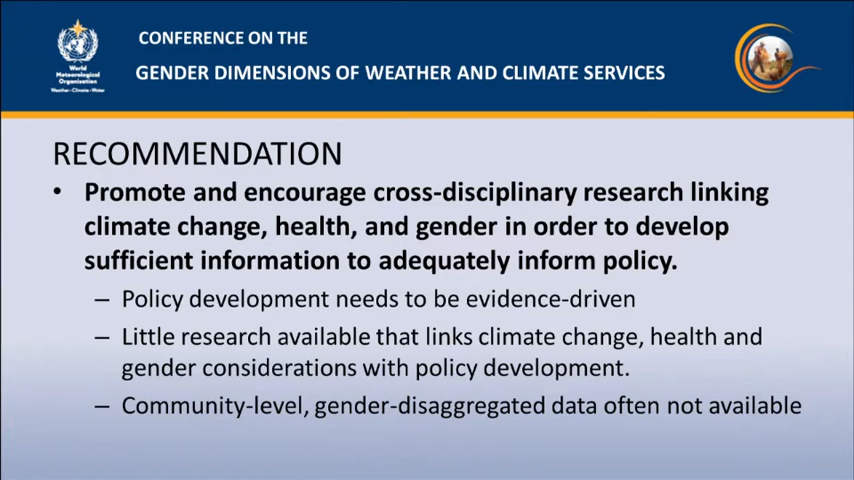 CONFERENCE ON THE
GENDER DIMENSIONS OF WEATHER AND CLIMATE SERVICES
World
Meteorological
Organization
Weather • Climate • Water
RECOMMENDATION
• Promote and encourage cross-disciplinary research linking
climate change, health, and gender in order to develop
sufficient information to adequately inform policy.
– Policy development needs to be evidence-driven
– Little research available that links climate change, health and
gender considerations with policy development.
– Community-level, gender-disaggregated data often not available